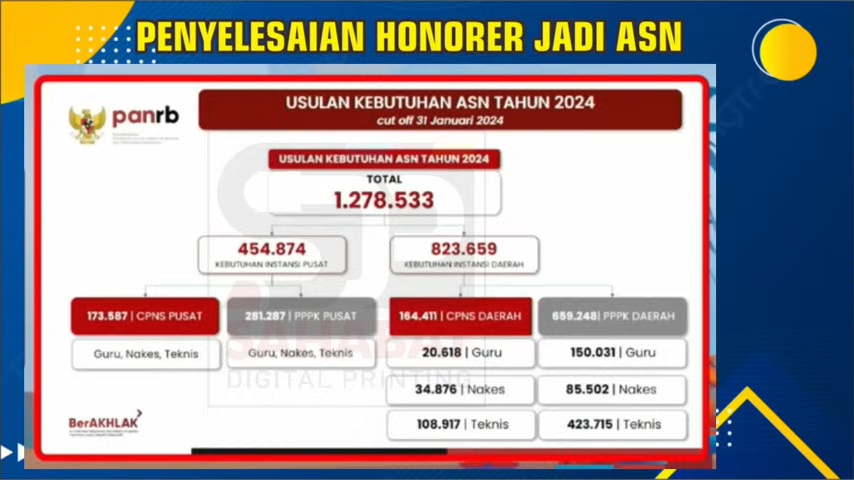 PENYELESAIAN HONORER JADI ASN
panrb
USULAN KEBUTUHAN ASN TAHUN 2024
cut off 31 Januari 2024
USULAN KEBUTUHAN ASN TAHUN 2024
TOTAL
1.278.533
454.874
KEBUTUHAN INSTANSI PUSAT
823.659
KEBUTUHAN INSTANSI DAERAH
173.587 | CPNS PUSAT
281.287 | PPPK PUSAT
164.411 | CPNS DAERAH
659.248| PPPK DAERAH
Guru, Nakes, Teknis
Guru, Nakes, Teknis
20.618 | Guru
150.031 | Guru
34.876 | Nakes
85.502 | Nakes
108.917 | Teknis
423.715 | Teknis
SAHABAT
DIGITAL PRINTING
BerAKHLAK